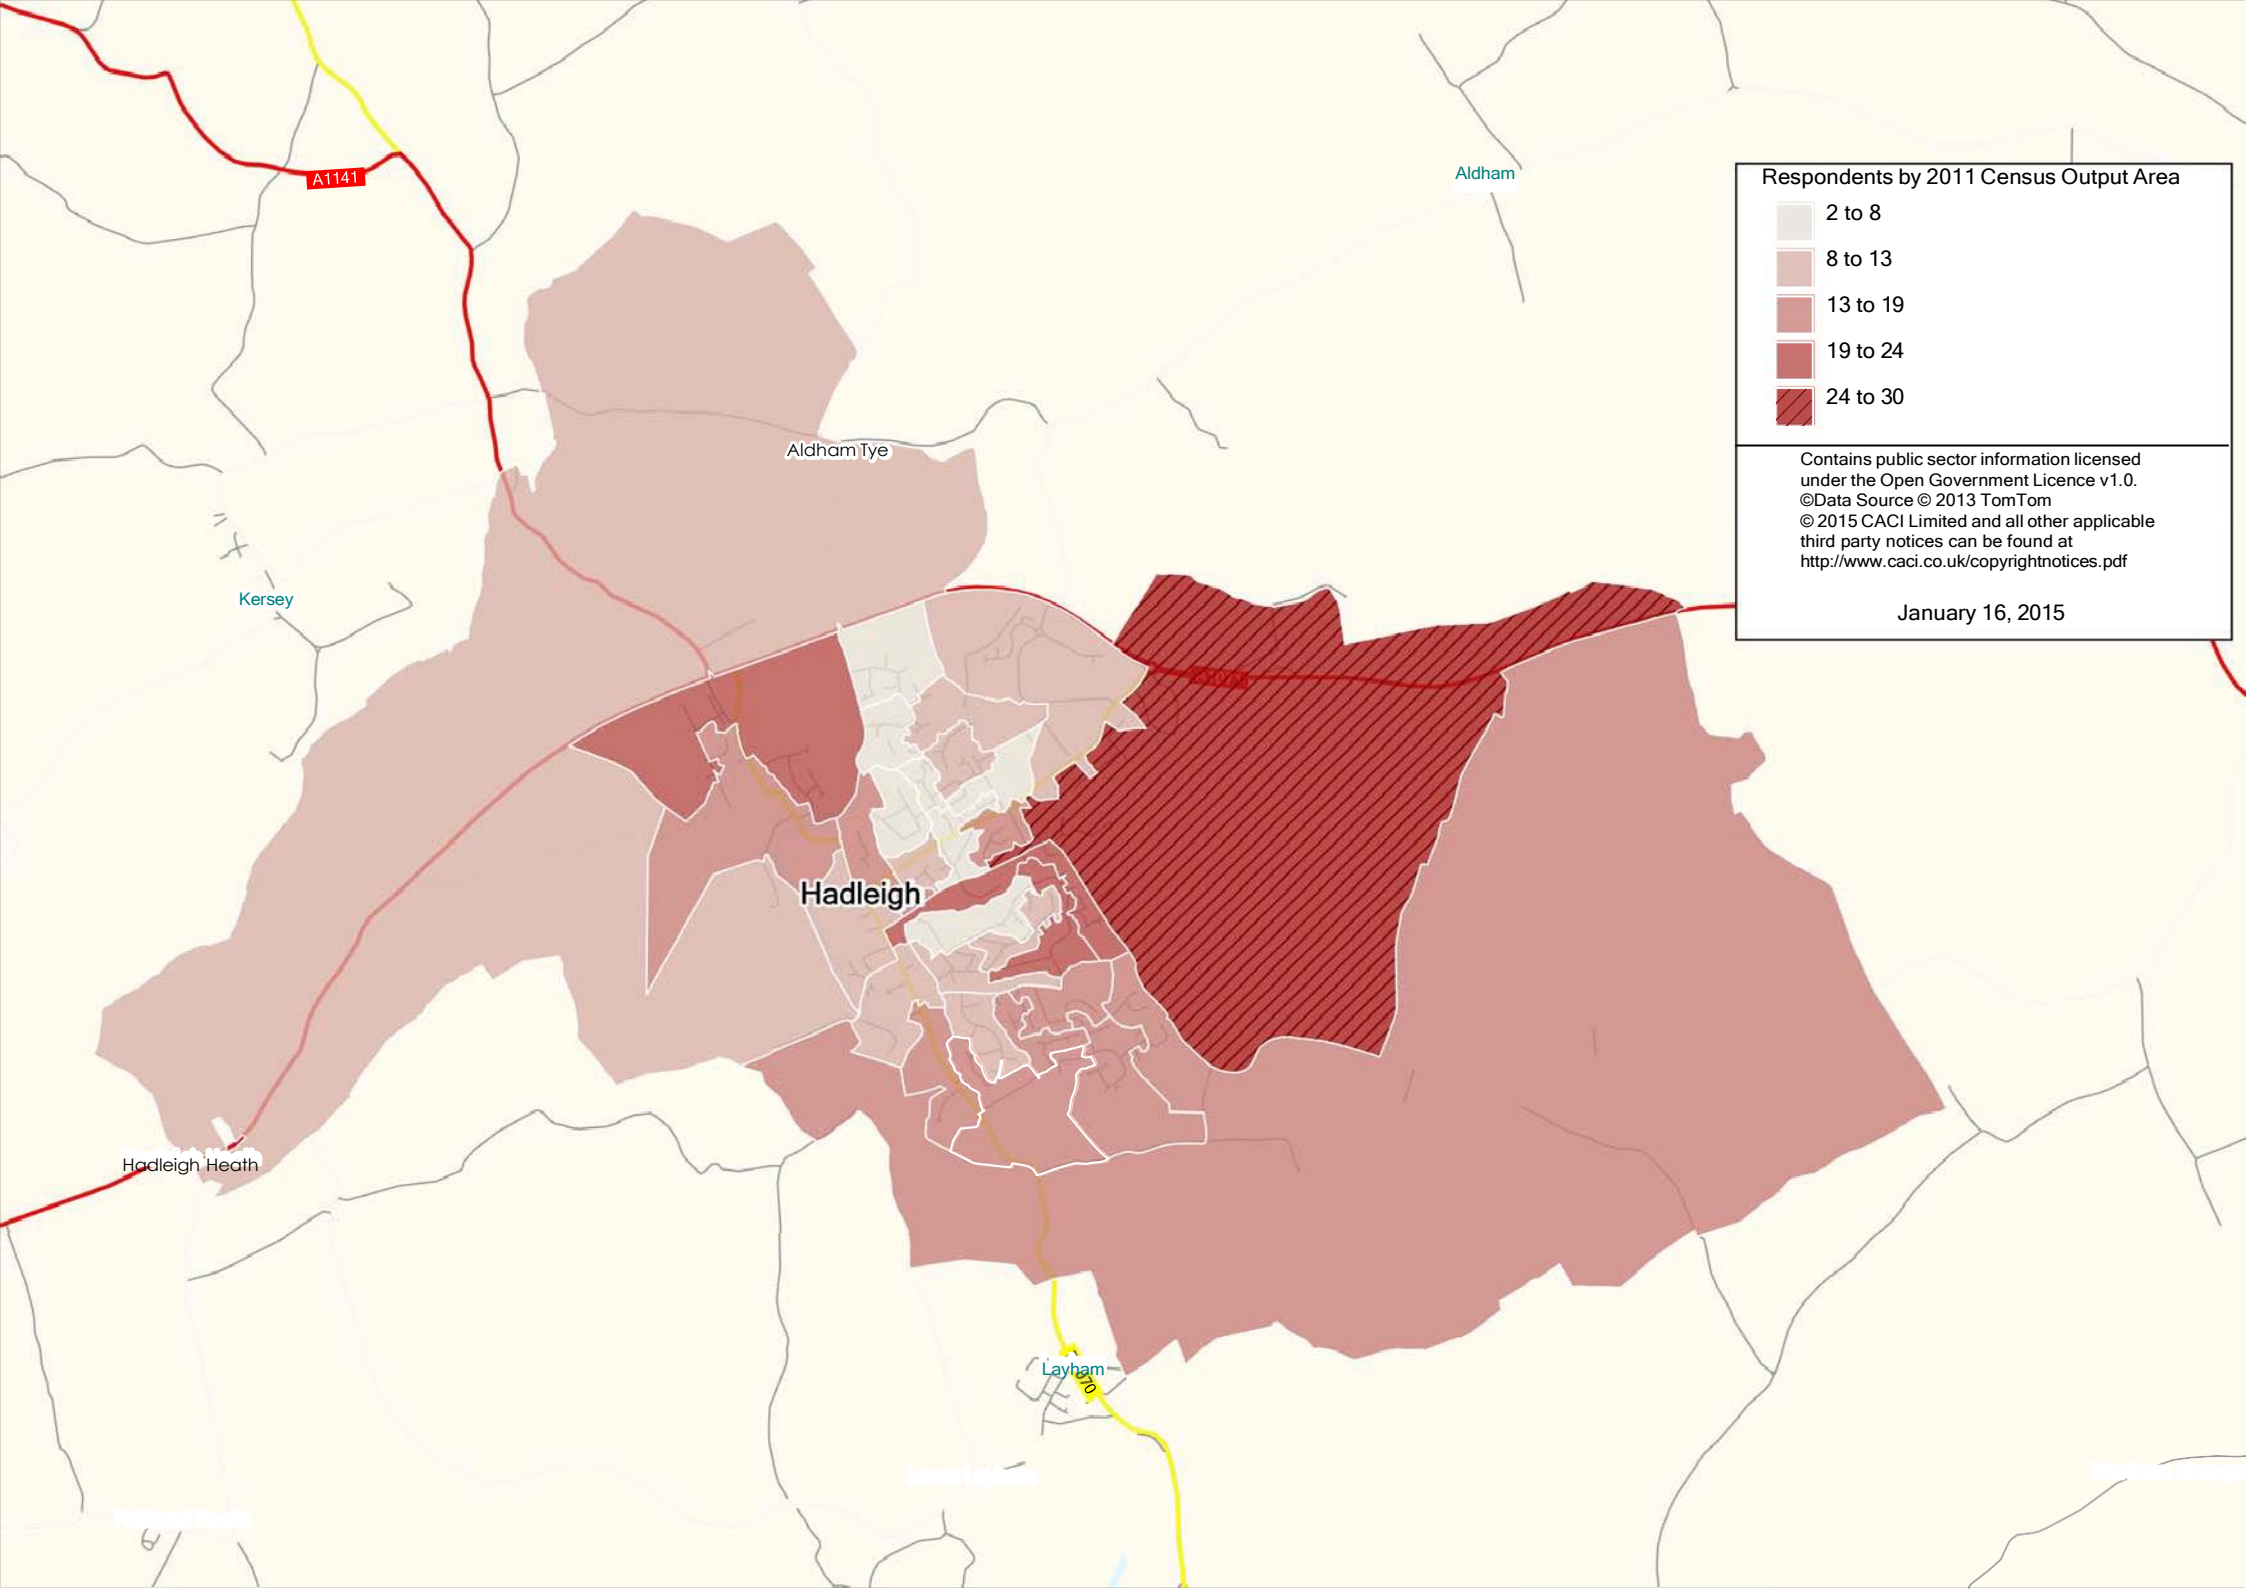 A1141
Aldham
Respondents by 2011 Census Output Area
2 to 8
8 to 13
13 to 19
19 to 24
24 to 30
Contains public sector information licensed
under the Open Government Licence v1.0.
©Data Source © 2013 TomTom
© 2015 CACI Limited and all other applicable
third party notices can be found at
http://www.caci.co.uk/copyrightnotices.pdf
January 16, 2015
Aldham Tye
Kersey
Hadleigh
Hadleigh Heath
Layham